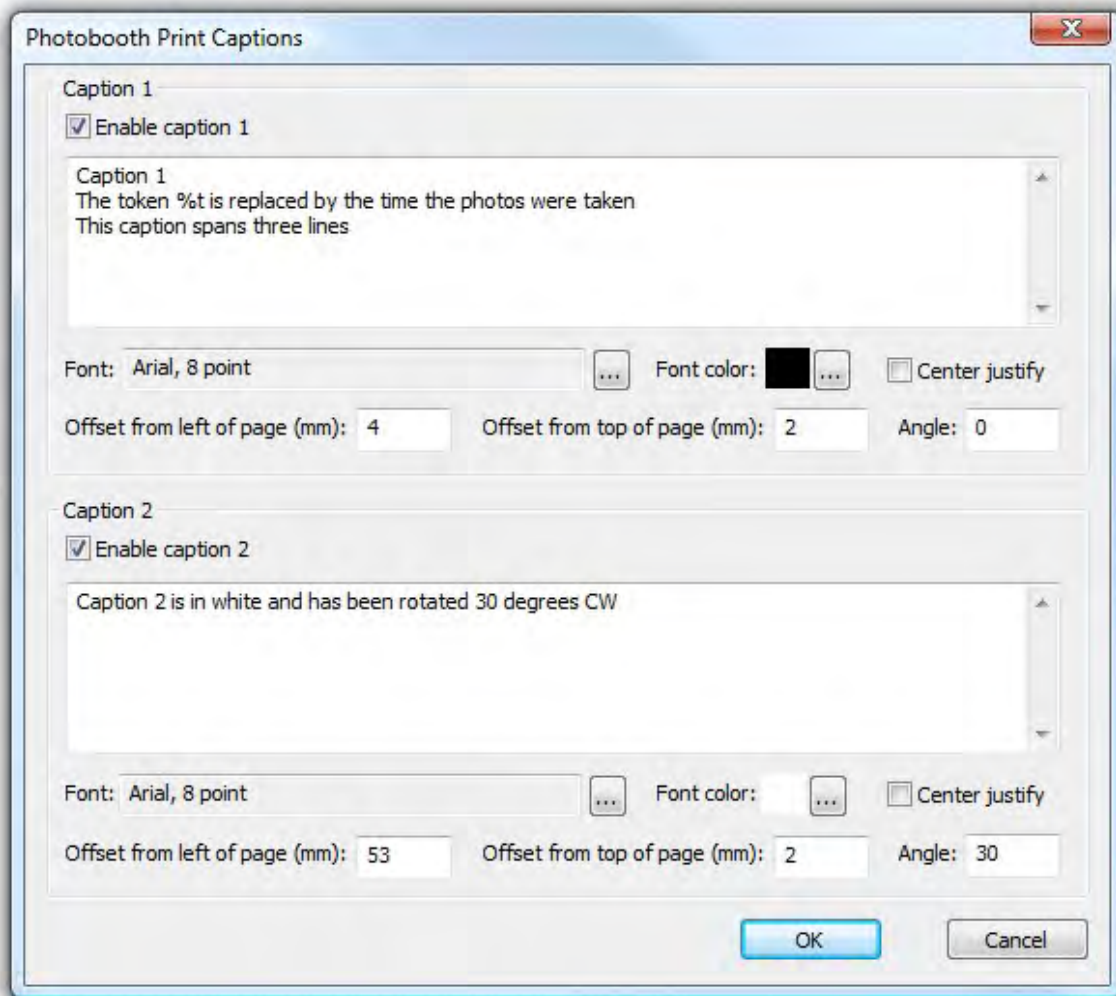 Photobooth Print Captions
Caption 1
Enable caption 1
Caption 1
The token %t is replaced by the time the photos were taken
This caption spans three lines
Font: Arial, 8 point ... Font color: ... Center justify
Offset from left of page (mm): 4 Offset from top of page (mm): 2 Angle: 0
Caption 2
Enable caption 2
Caption 2 is in white and has been rotated 30 degrees CW
Font: Arial, 8 point ... Font color: ... Center justify
Offset from left of page (mm): 53 Offset from top of page (mm): 2 Angle: 30
OK Cancel